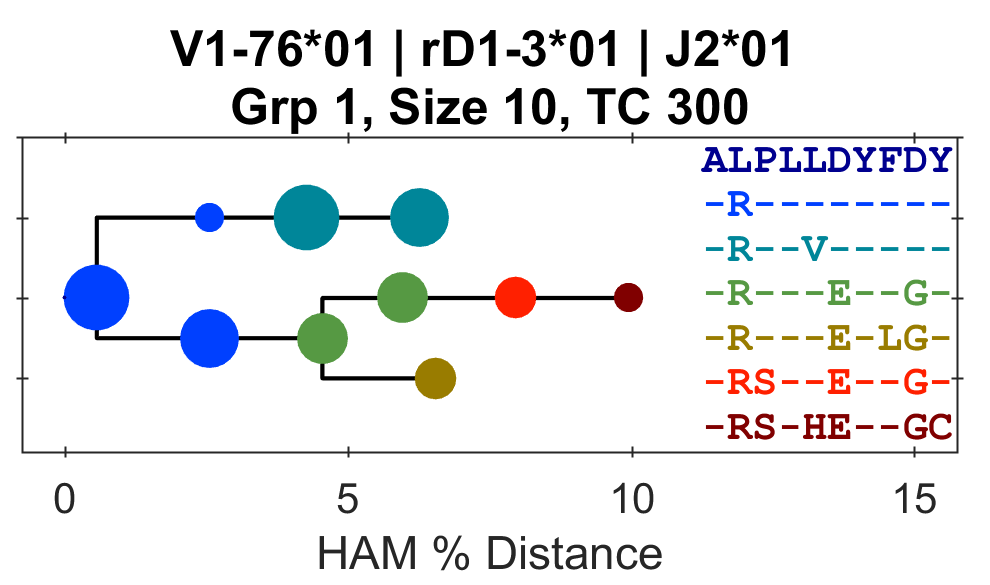 V1-76*01 | rD1-3*01 | J2*01
Grp 1, Size 10, TC 300
ALPLLDYFDY
-R--------
-R--V-----
-R---E--G-
-R---E-LG-
-RS--E--G-
-RS-HE--GC
0 5 10 15
HAM % Distance